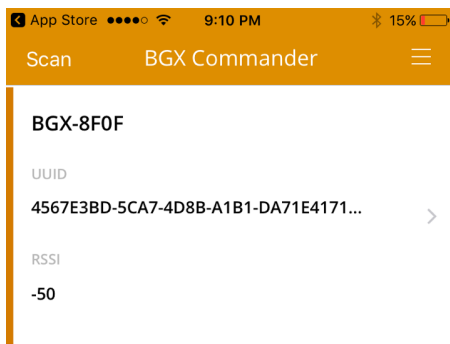 App Store 9:10 PM 15%
Scan BGX Commander
BGX-8F0F
UUID
4567E3BD-5CA7-4D8B-A1B1-DA71E4171...
RSSI
-50